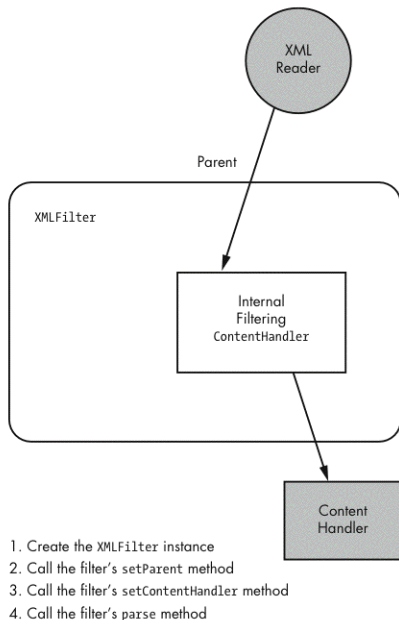 XML
Reader
Parent
XMLFilter
Internal
Filtering
ContentHandler
Content
Handler
1. Create the XMLFilter instance
2. Call the filter's setParent method
3. Call the filter's setContentHandler method
4. Call the filter's parse method